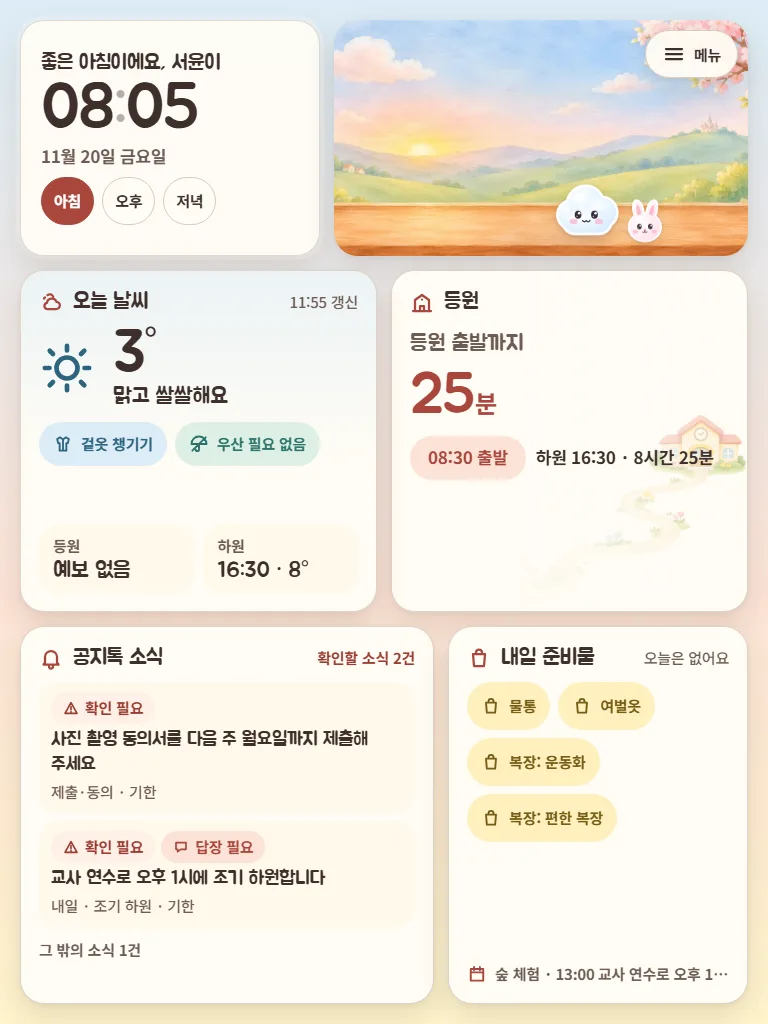 좋은 아침이에요, 서윤이
08:05
11월 20일 금요일
아침 오후 저녁
메뉴
오늘 날씨 11:55 갱신
3°
맑고 쌀쌀해요
겉옷 챙기기 우산 필요 없음
등원 하원
예보 없음 16:30 · 8°
등원
등원 출발까지
25분
08:30 출발 하원 16:30 · 8시간 25분
공지톡 소식 확인할 소식 2건
확인 필요
사진 촬영 동의서를 다음 주 월요일까지 제출해
주세요
제출·동의 · 기한
확인 필요 답장 필요
교사 연수로 오후 1시에 조기 하원합니다
내일 · 조기 하원 · 기한
그 밖의 소식 1건
내일 준비물 오늘은 없어요
물통 여벌옷
복장: 운동화
복장: 편한 복장
숲 체험 · 13:00 교사 연수로 오후 1…